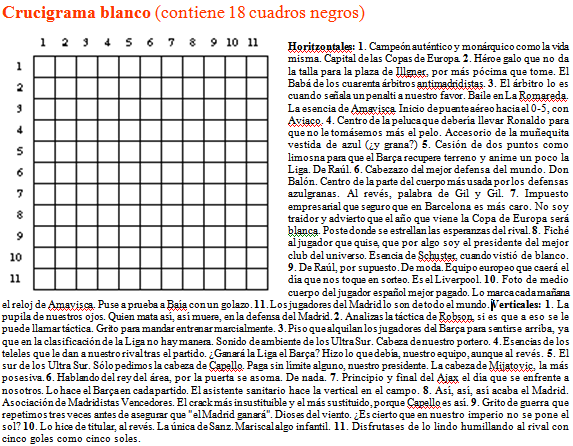 Crucigrama blanco (contiene 18 cuadros negros)
1 2 3 4 5 6 7 8 9 10 11
1
2
3
4
5
6
7
8
9
10
11
Horitzontales: 1. Campeón auténtico y monárquico como la vida
misma. Capital de las Copas de Europa. 2. Héroe galo que no da
la talla para la plaza de Illgner, por más pócima que tome. El
Babá de los cuarenta árbitros antimadridistas. 3. El árbitro lo es
cuando señala un penalti a nuestro favor. Baile en La Romareda.
La esencia de Amavisca. Inicio de puente aéreo hacia el 0-5, con
Aviaco. 4. Centro de la peluca que debería llevar Ronaldo para
que no le tomásemos más el pelo. Accesorio de la muñequita
vestida de azul (¿y grana?) 5. Cesión de dos puntos como
limosna para que el Barça recupere terreno y anime un poco la
Liga. De Raúl. 6. Cabezazo del mejor defensa del mundo. Don
Balón. Centro de la parte del cuerpo más usada por los defensas
azulgranas. Al revés, palabra de Gil y Gil. 7. Impuesto
empresarial que seguro que en Barcelona es más caro. No soy
traidor y advierto que el año que viene la Copa de Europa será
blanca. Poste donde se estrellan las esperanzas del rival. 8. Fiché
al jugador que quise, que por algo soy el presidente del mejor
club del universo. Esencia de Schuster, cuando vistió de blanco.
9. De Raúl, por supuesto. De moda. Equipo europeo que caerá el
día que nos toque en sorteo. Es el Liverpool. 10. Foto de medio
cuerpo del jugador español mejor pagado. Lo marca cada mañana
el reloj de Amavisca. Puse a prueba a Baia con un golazo. 11. Los jugadores del Madrid lo son de todo el mundo. Verticales: 1. La
pupila de nuestros ojos. Quien mata así, así muere, en la defensa del Madrid. 2. Analizas la táctica de Robson, si es que a eso se le
puede llamar táctica. Grito para mandar entrenar marcialmente. 3. Piso que alquilan los jugadores del Barça para sentirse arriba, ya
que en la clasificación de la Liga no hay manera. Sonido de ambiente de los Ultra Sur. Cabeza de nuestro portero. 4. Esencias de los
teleles que le dan a nuestro rival tras el partido. ¿Ganará la Liga el Barça? Hizo lo que debía, nuestro equipo, aunque al revés. 5. El
sur de los Ultra Sur. Sólo pedimos la cabeza de Capello. Paga sin límite alguno, nuestro presidente. La cabeza de Mijatovic, la más
posesiva. 6. Hablando del rey del área, por la puerta se asoma. De nada. 7. Principio y final del Ajax el día que se enfrente a
nosotros. Lo hace el Barça en cada partido. El asistente sanitario hace la vertical en el campo. 8. Así, así, así acaba el Madrid.
Asociación de Madridistas Vencedores. El crack más insustituible y el más sustituido, porque Capello es así. 9. Grito de guerra que
repetimos tres veces antes de asegurar que "el Madrid ganará". Dioses del viento. ¿Es cierto que en nuestro imperio no se pone el
sol? 10. Lo hice de titular, al revés. La única de Sanz. Mariscal algo infantil. 11. Disfrutases de lo lindo humillando al rival con
cinco goles como cinco soles.